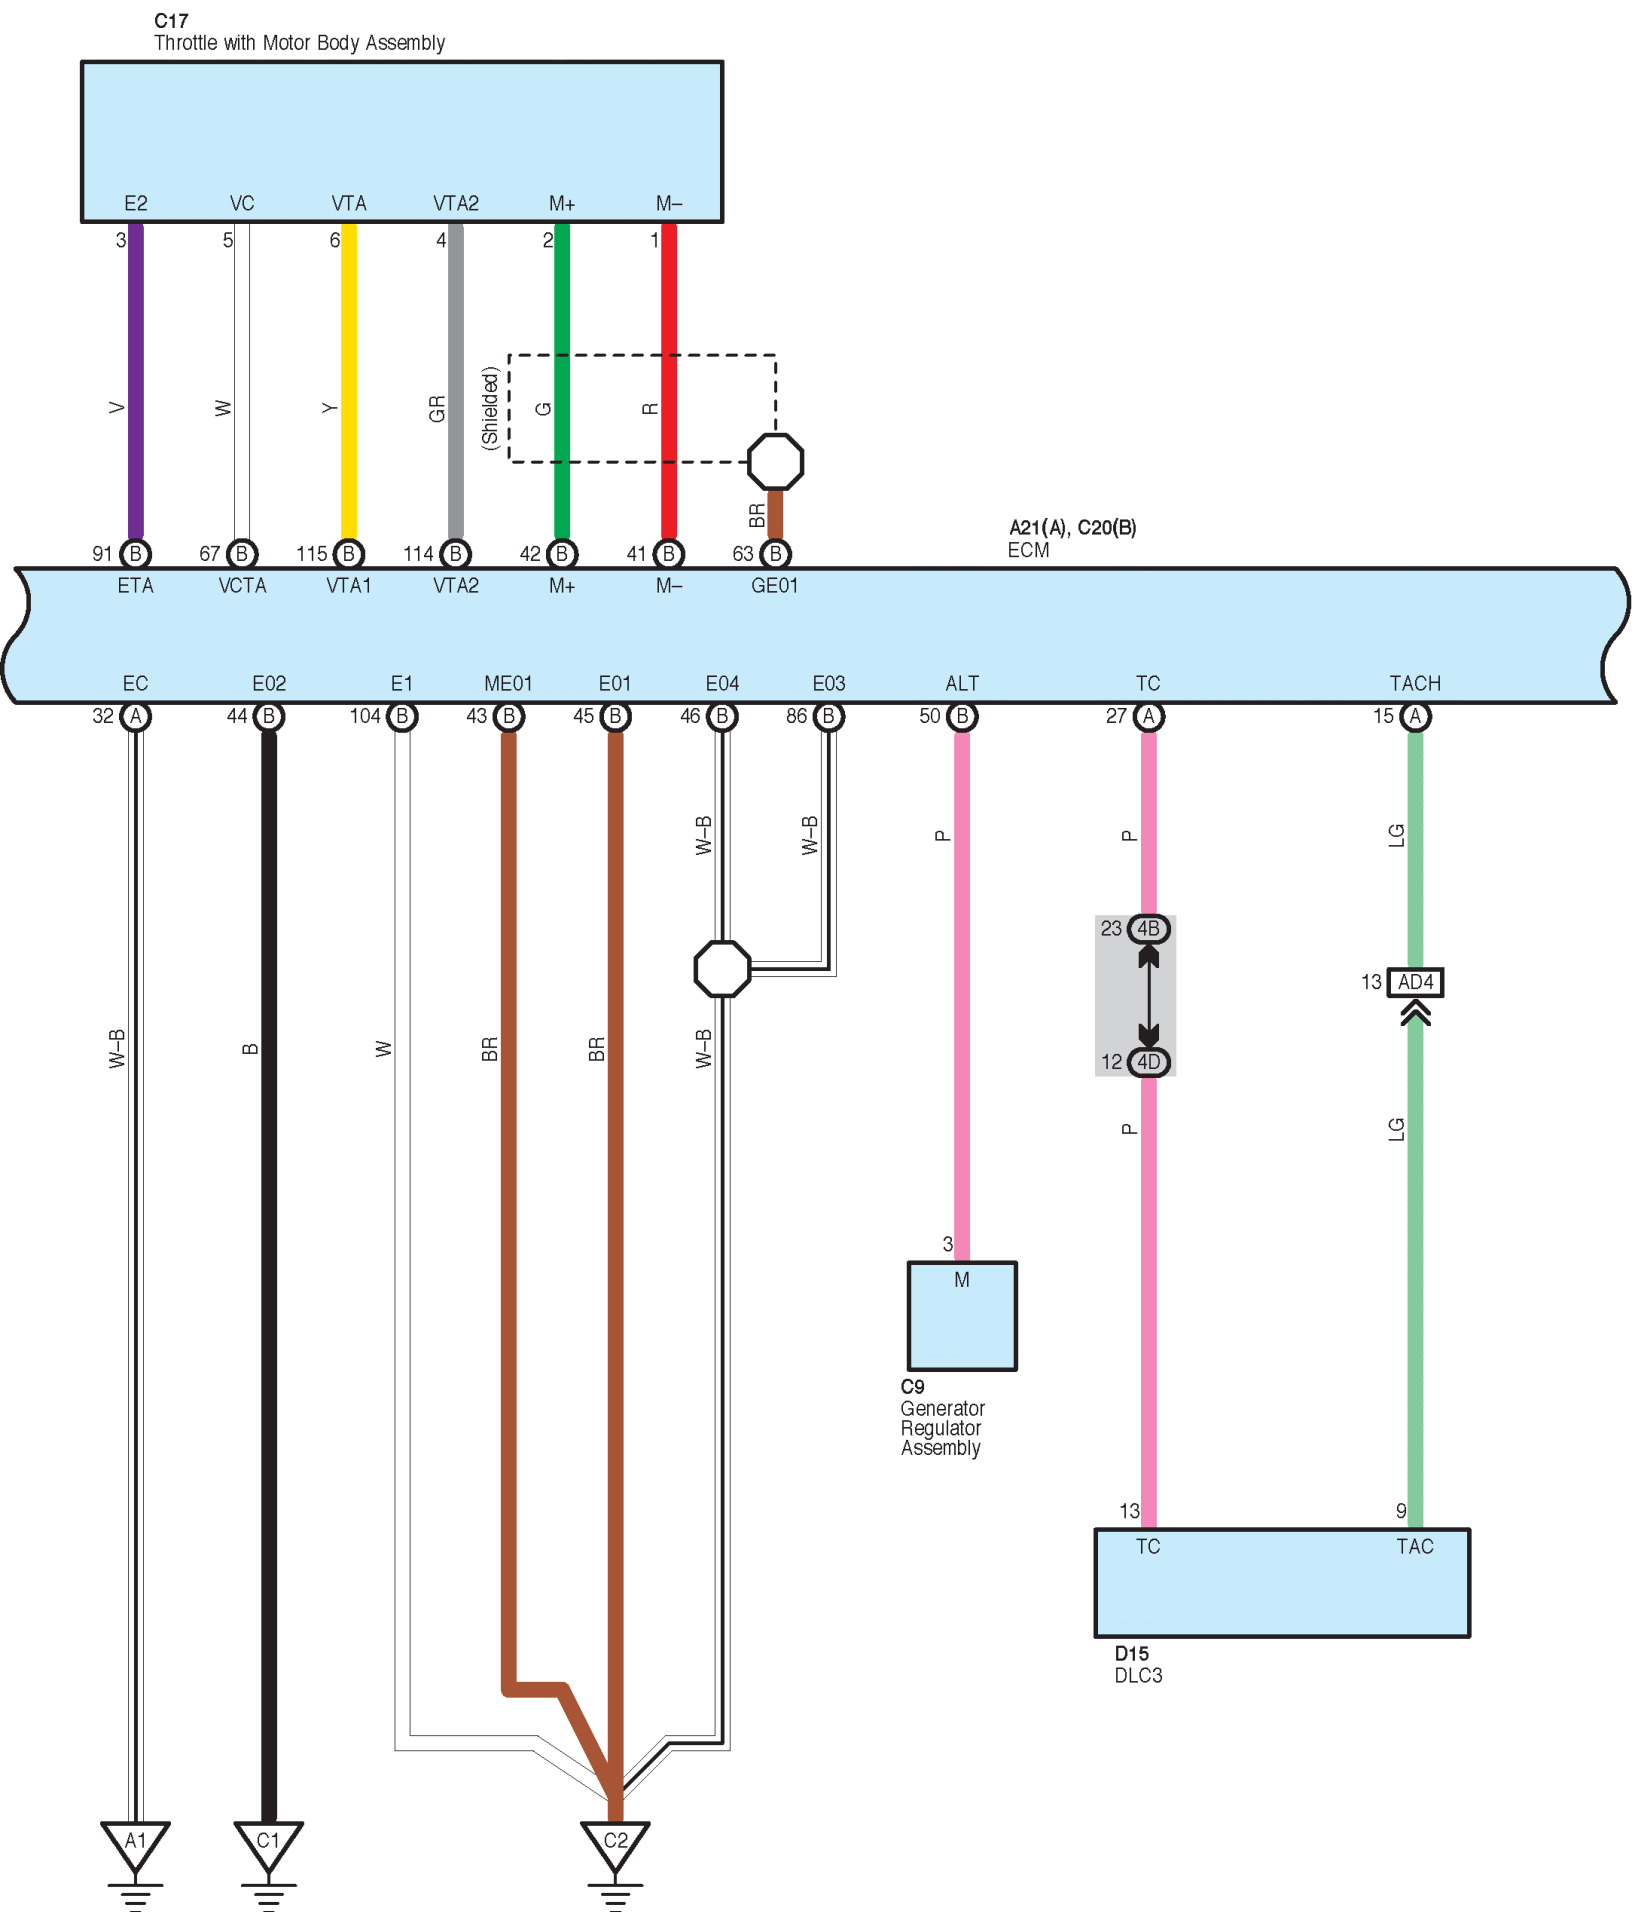 C17
Throttle with Motor Body Assembly
E2 VC VTA VTA2 M+ M–
3 5 6 4 2 1
V W Y GR (Shielded) G R
BR
91 B 67 B 115 B 114 B 42 B 41 B 63 B
A21(A), C20(B)
ECM
ETA VCTA VTA1 VTA2 M+ M– GE01
EC E02 E1 ME01 E01 E04 E03 ALT TC TACH
32 A 44 B 104 B 43 B 45 B 46 B 86 B 50 B 27 A 15 A
W–B W–B P P LG
23 4B
13 AD4
W–B B W BR BR W–B
12 4D
P LG
3
M
C9
Generator
Regulator
Assembly
13 9
TC TAC
D15
DLC3
A1 C1 C2